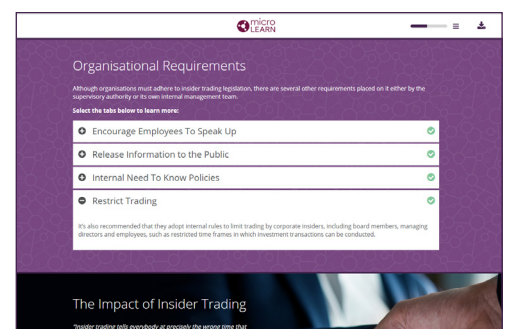 micro
LEARN
Organisational Requirements
Although organisations must adhere to insider trading legislation, there are several other requirements placed on it either by the
supervisory authority or its own internal management team.
Select the tabs below to learn more:
Encourage Employees To Speak Up
Release Information to the Public
Internal Need To Know Policies
Restrict Trading
It's also recommended that they adopt internal rules to limit trading by corporate insiders, including board members, managing
directors and employees, such as restricted time frames in which investment transactions can be conducted.
The Impact of Insider Trading
"Insider trading tells everybody at precisely the wrong time that